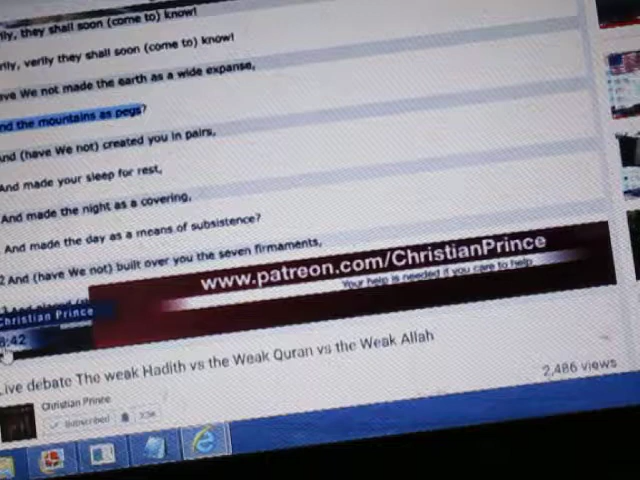 ily, they shall soon (come to) know!
rily, verily they shall soon (come to) know!
ave We not made the earth as a wide expanse,
nd the mountains as pegs?
And (have We not) created you in pairs,
And made your sleep for rest,
And made the night as a covering,
And made the day as a means of subsistence?
2 And (have We not) built over you the seven firmaments,
www.patreon.com/ChristianPrince
Your help is needed if you care to help
Christian Prince
8:42
Live debate The weak Hadith vs the Weak Quran vs the Weak Allah
2,486 views
Christian Prince
Subscribed